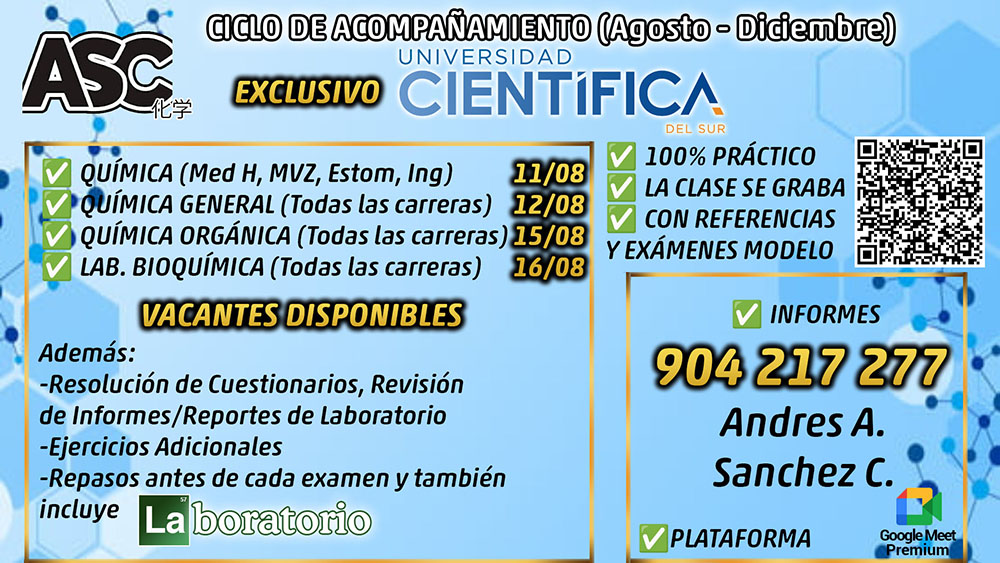 CICLO DE ACOMPAÑAMIENTO (Agosto - Diciembre)
ASC
化学
EXCLUSIVO
UNIVERSIDAD
CIENTÍFICA
DEL SUR
✅ QUÍMICA (Med H, MVZ, Estom, Ing) 11/08
✅ QUÍMICA GENERAL (Todas las carreras) 12/08
✅ QUÍMICA ORGÁNICA (Todas las carreras) 15/08
✅ LAB. BIOQUÍMICA (Todas las carreras) 16/08
VACANTES DISPONIBLES
Además:
-Resolución de Cuestionarios, Revisión
de Informes/Reportes de Laboratorio
-Ejercicios Adicionales
-Repasos antes de cada examen y también
incluye
57
Laboratorio
✅ 100% PRÁCTICO
✅ LA CLASE SE GRABA
✅ CON REFERENCIAS
Y EXÁMENES MODELO
✅ INFORMES
904 217 277
Andres A.
Sanchez C.
✅PLATAFORMA
Google Meet
Premium